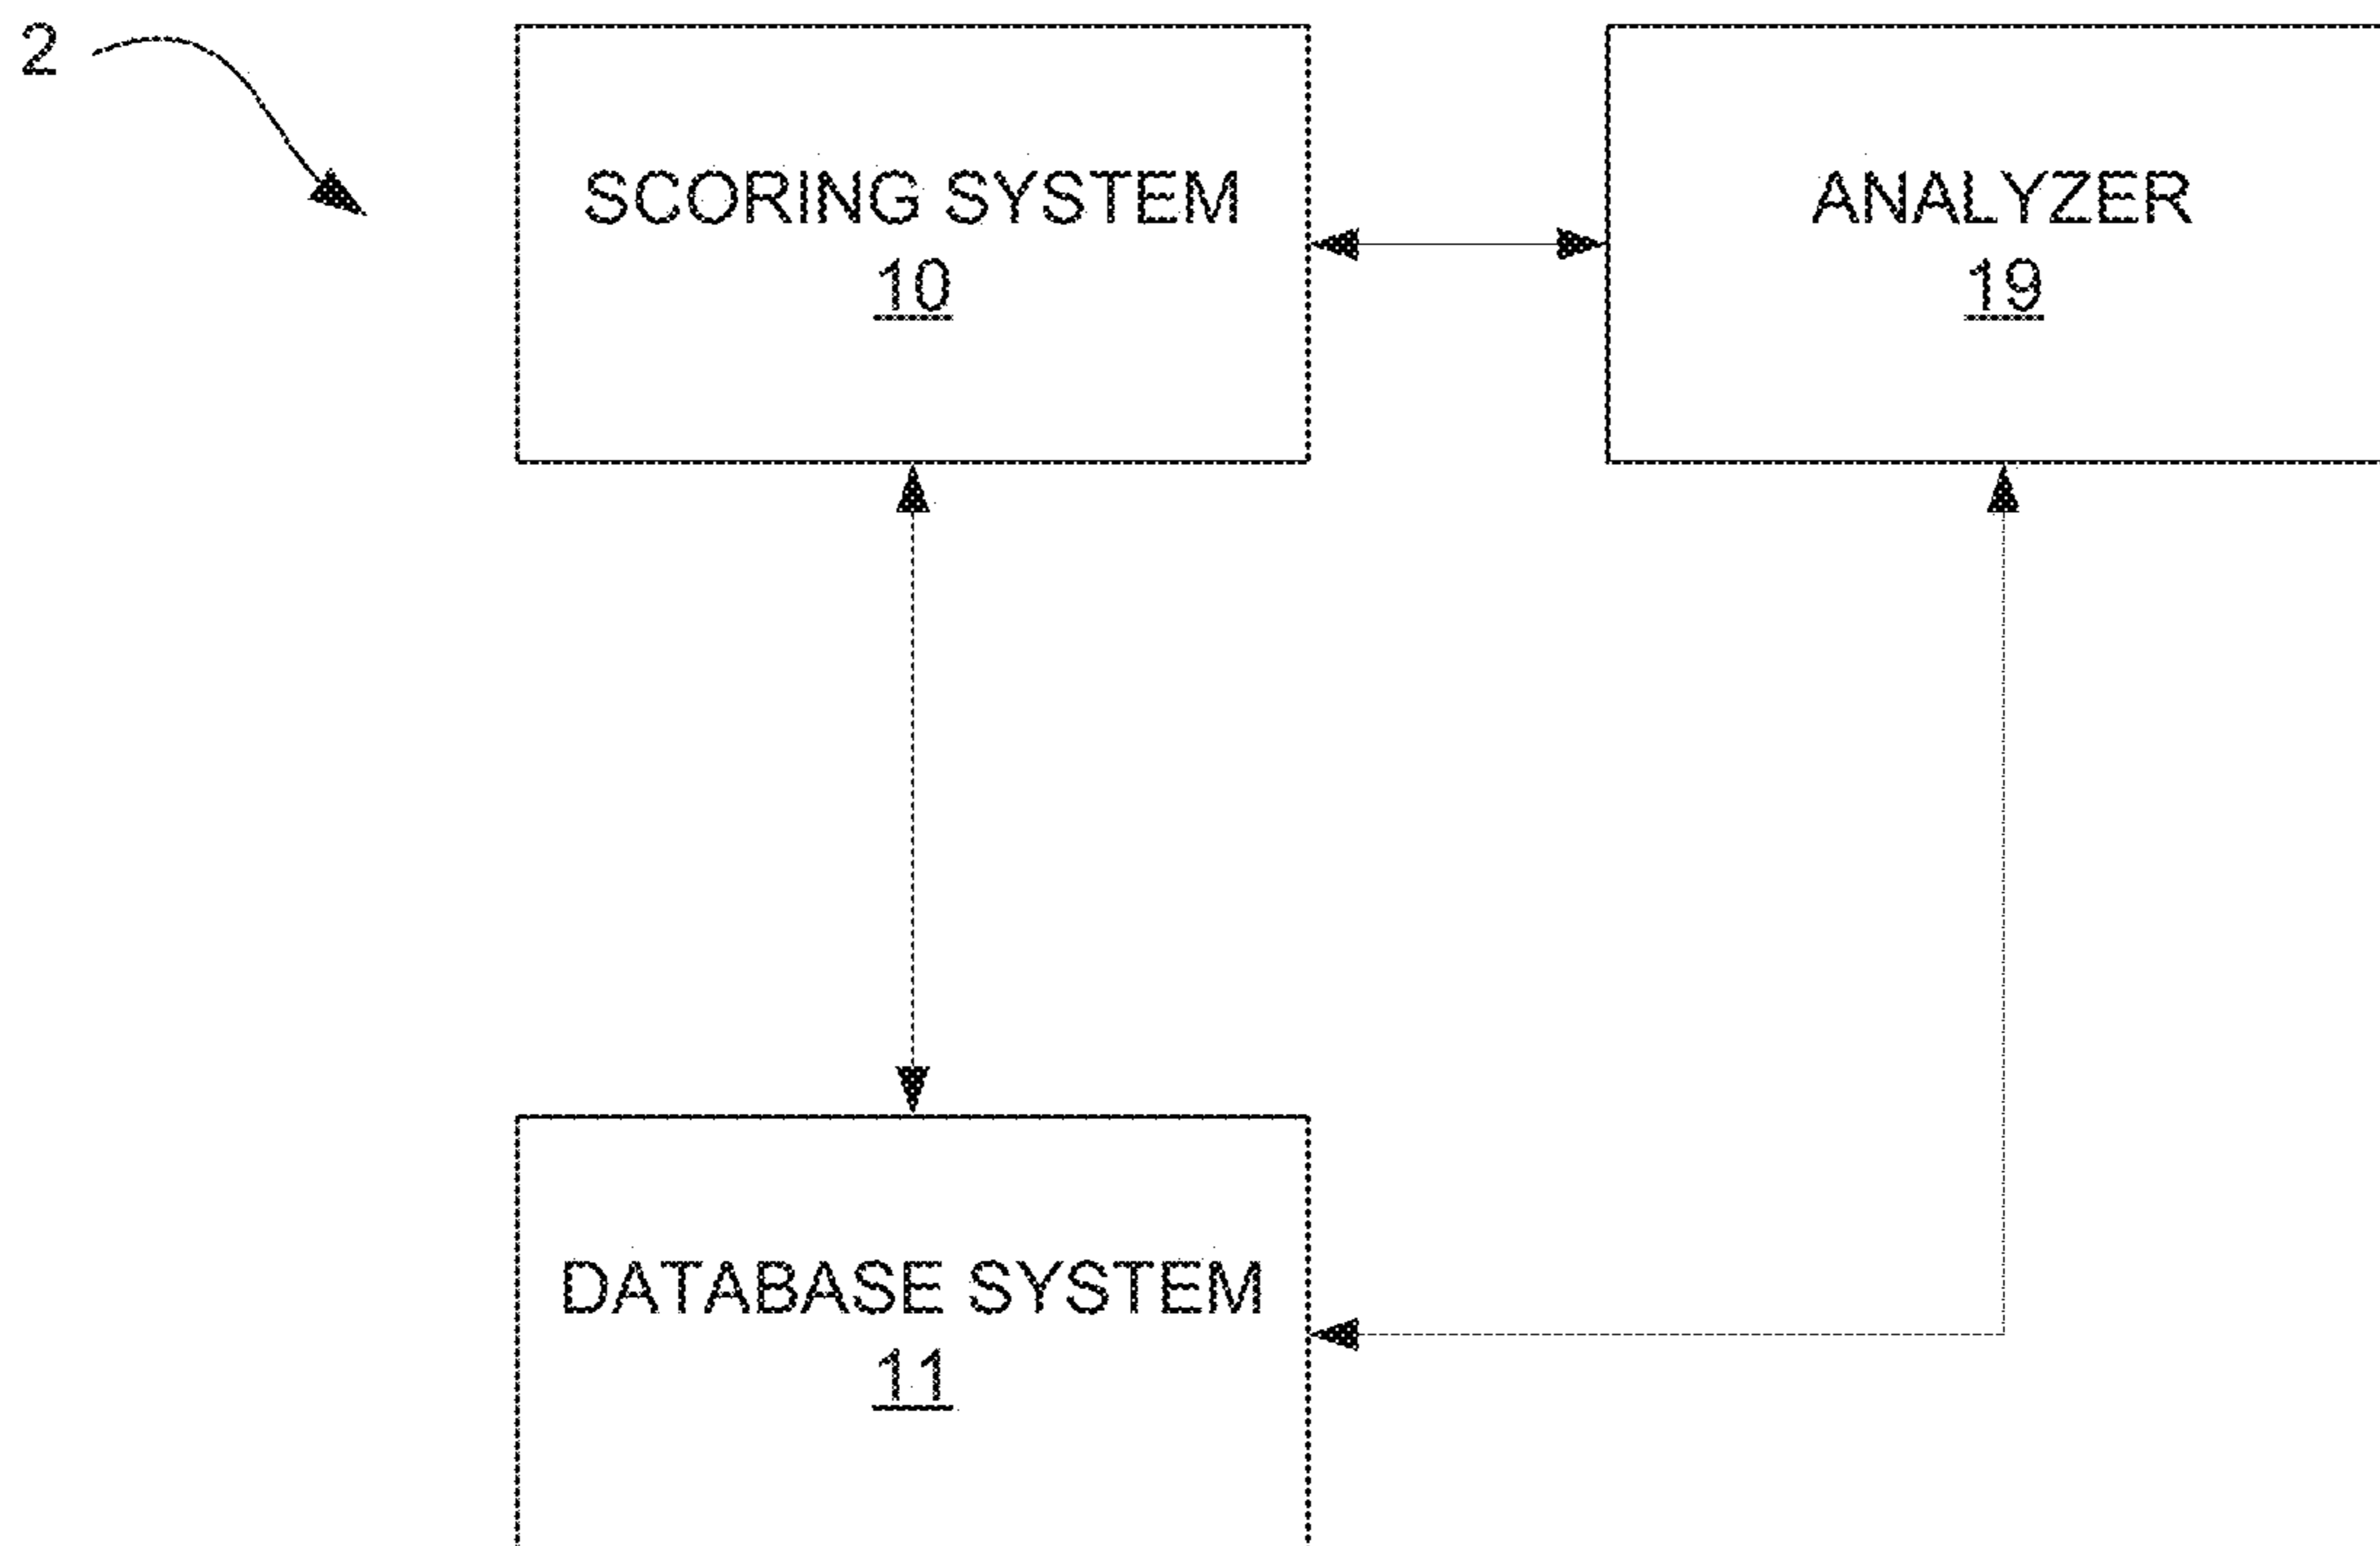 2
SCORING SYSTEM
10
ANALYZER
19
DATABASE SYSTEM
11